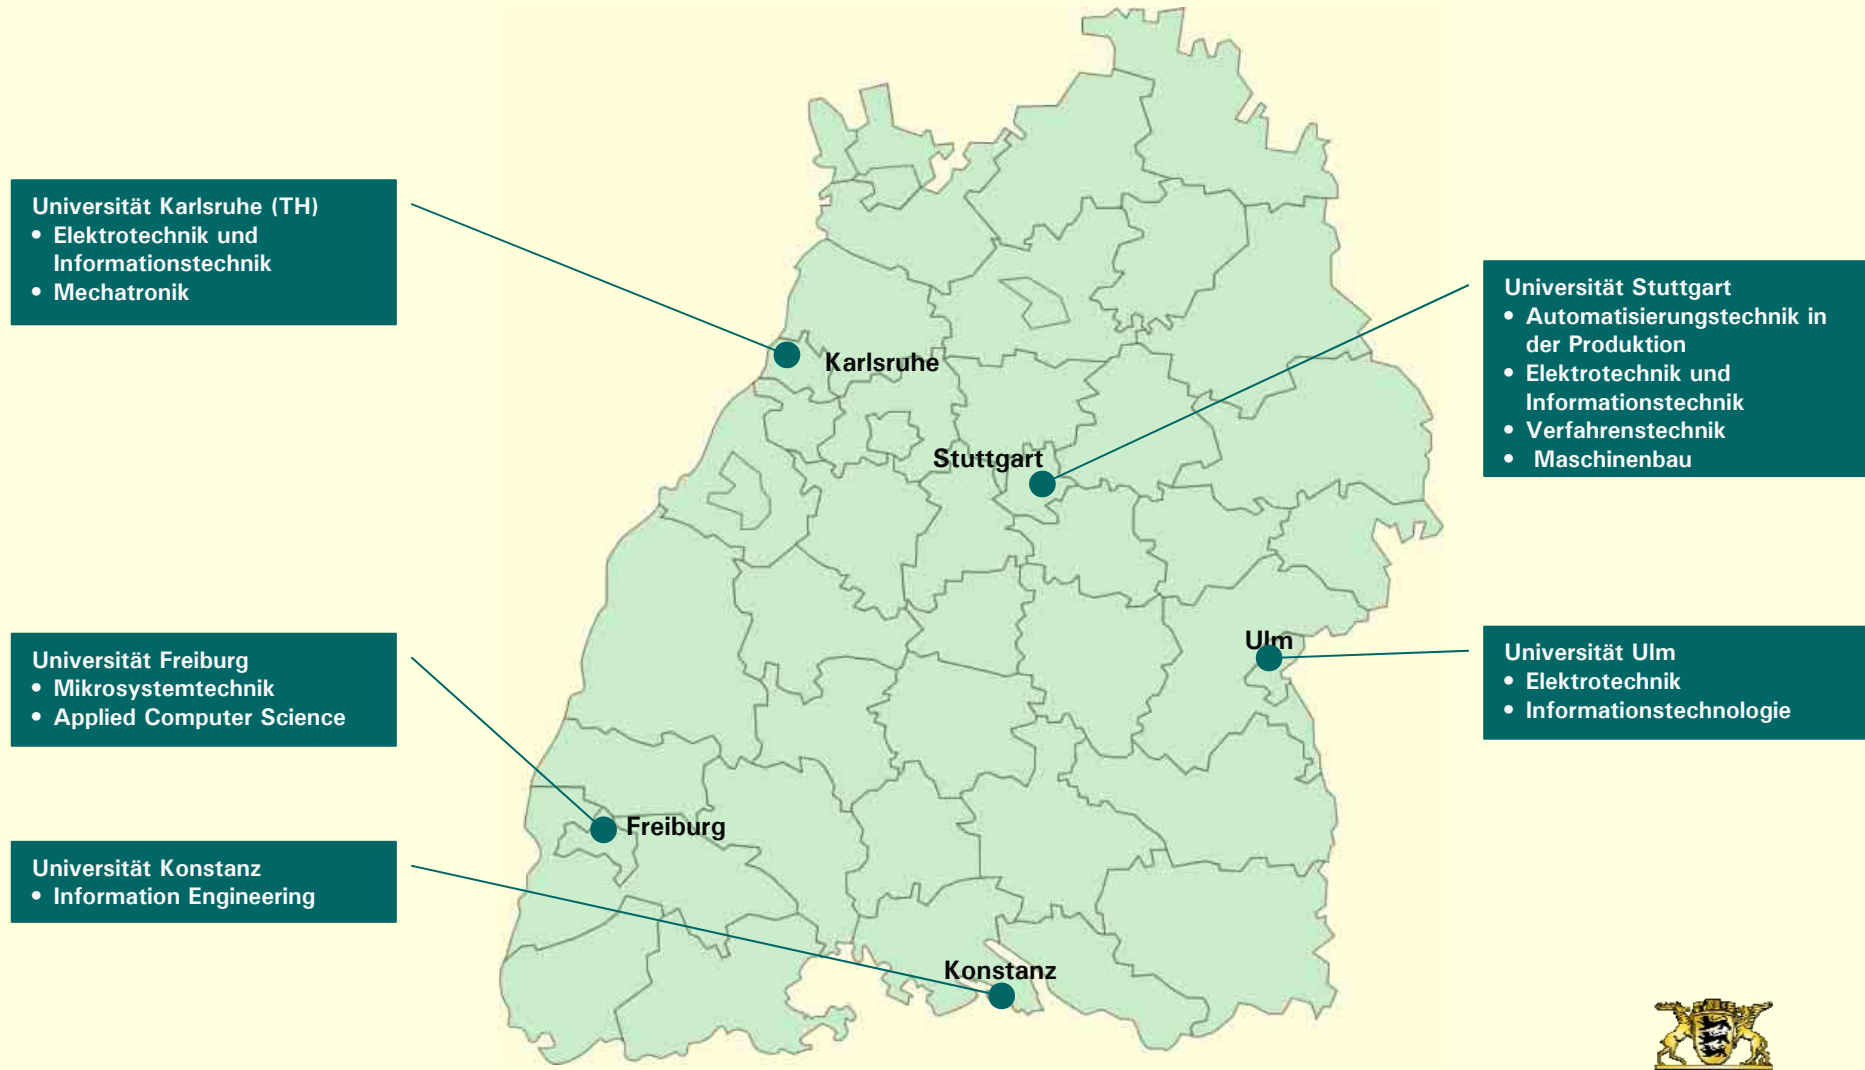 Universität Karlsruhe (TH)
• Elektrotechnik und
Informationstechnik
• Mechatronik
Universität Stuttgart
• Automatisierungstechnik in
der Produktion
• Elektrotechnik und
Informationstechnik
• Verfahrenstechnik
• Maschinenbau
Karlsruhe
Stuttgart
Ulm
Universität Freiburg
• Mikrosystemtechnik
• Applied Computer Science
Universität Ulm
• Elektrotechnik
• Informationstechnologie
Freiburg
Universität Konstanz
• Information Engineering
Konstanz